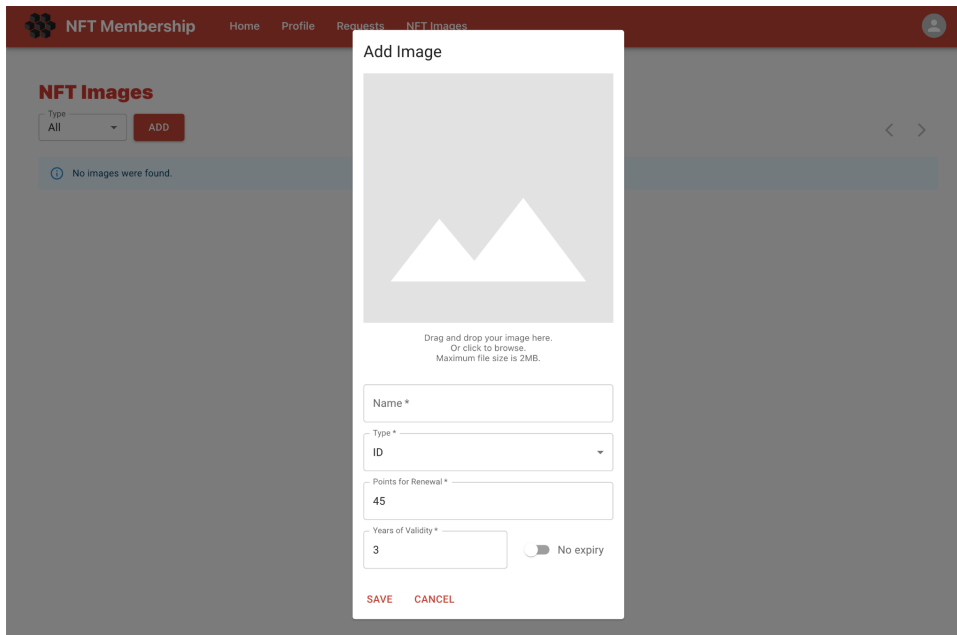 NFT Membership
Home
Profile
Requests
NFT Images
NFT Images
Type
All
ADD
No images were found.
Add Image
Drag and drop your image here.
Or click to browse.
Maximum file size is 2MB.
Name *
Type *
ID
Points for Renewal *
45
Years of Validity *
3
No expiry
SAVE
CANCEL